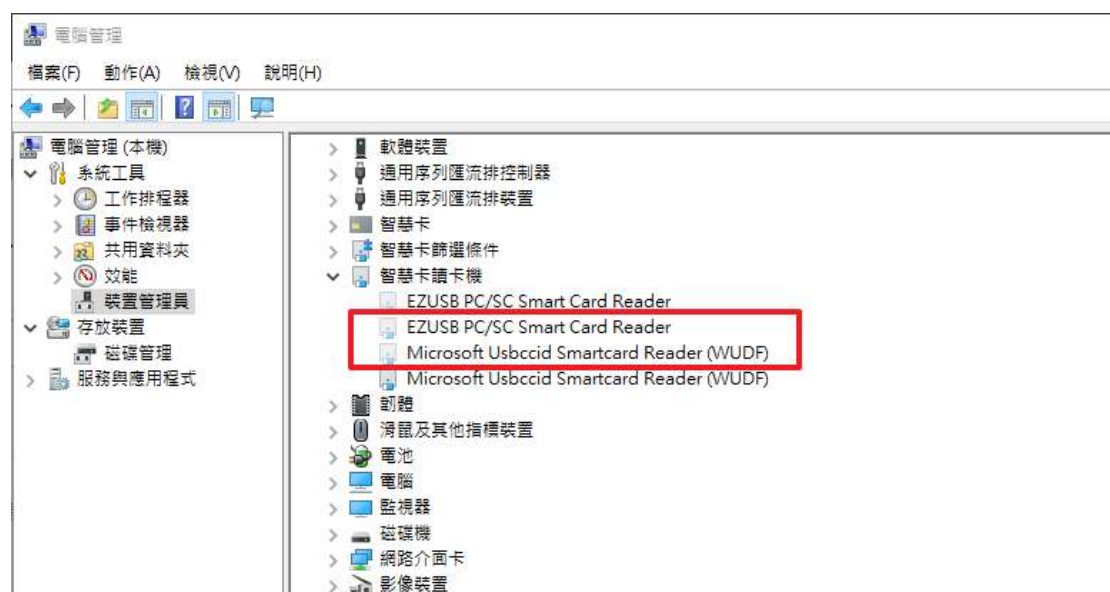 電腦管理
檔案(F) 動作(A) 檢視(V) 說明(H)
電腦管理 (本機)
系統工具
工作排程器
事件檢視器
共用資料夾
效能
裝置管理員
存放裝置
磁碟管理
服務與應用程式
軟體裝置
通用序列匯流排控制器
通用序列匯流排裝置
智慧卡
智慧卡篩選條件
智慧卡讀卡機
EZUSB PC/SC Smart Card Reader
EZUSB PC/SC Smart Card Reader
Microsoft Usbccid Smartcard Reader (WUDF)
Microsoft Usbccid Smartcard Reader (WUDF)
韌體
滑鼠及其他指標裝置
電池
電腦
監視器
磁碟機
網路介面卡
影像裝置